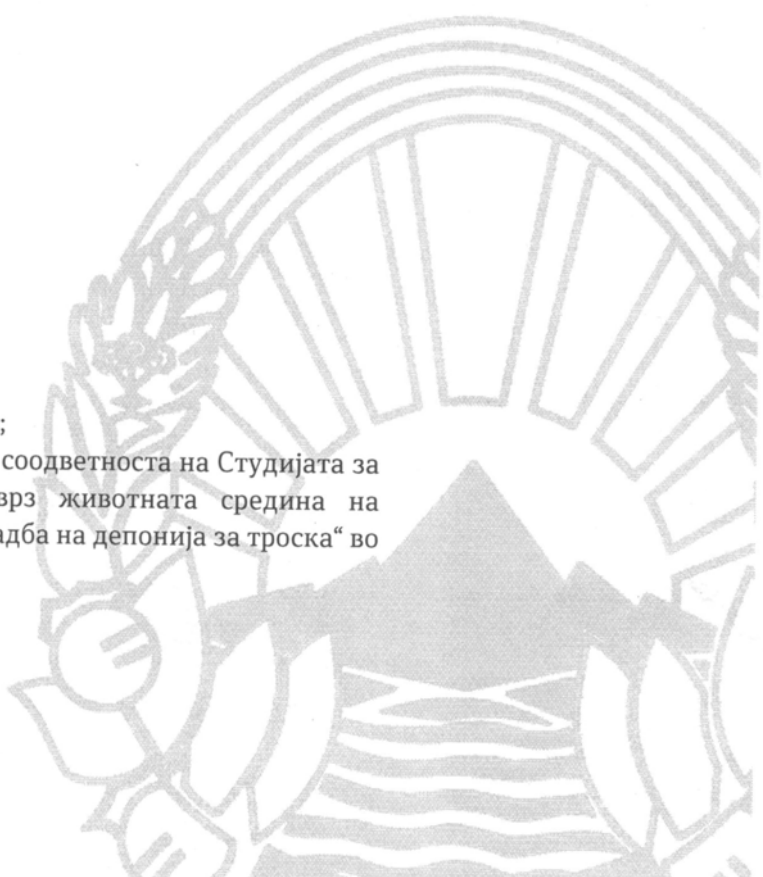 ;
соодветноста на Студијата за
врз животната средина на
адба на депонија за троска“ во